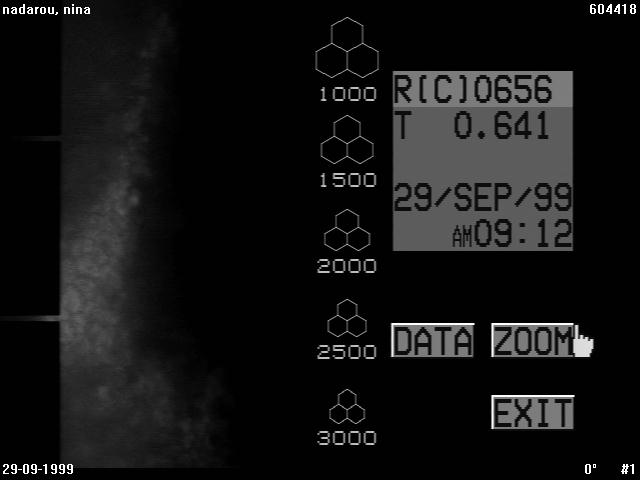 nadarou, nina
604418
1000
1500
2000
2500
3000
R[C]0656
T 0.641
29/SEP/99
AM09:12
DATA
ZOOM
EXIT
29-09-1999
0° #1